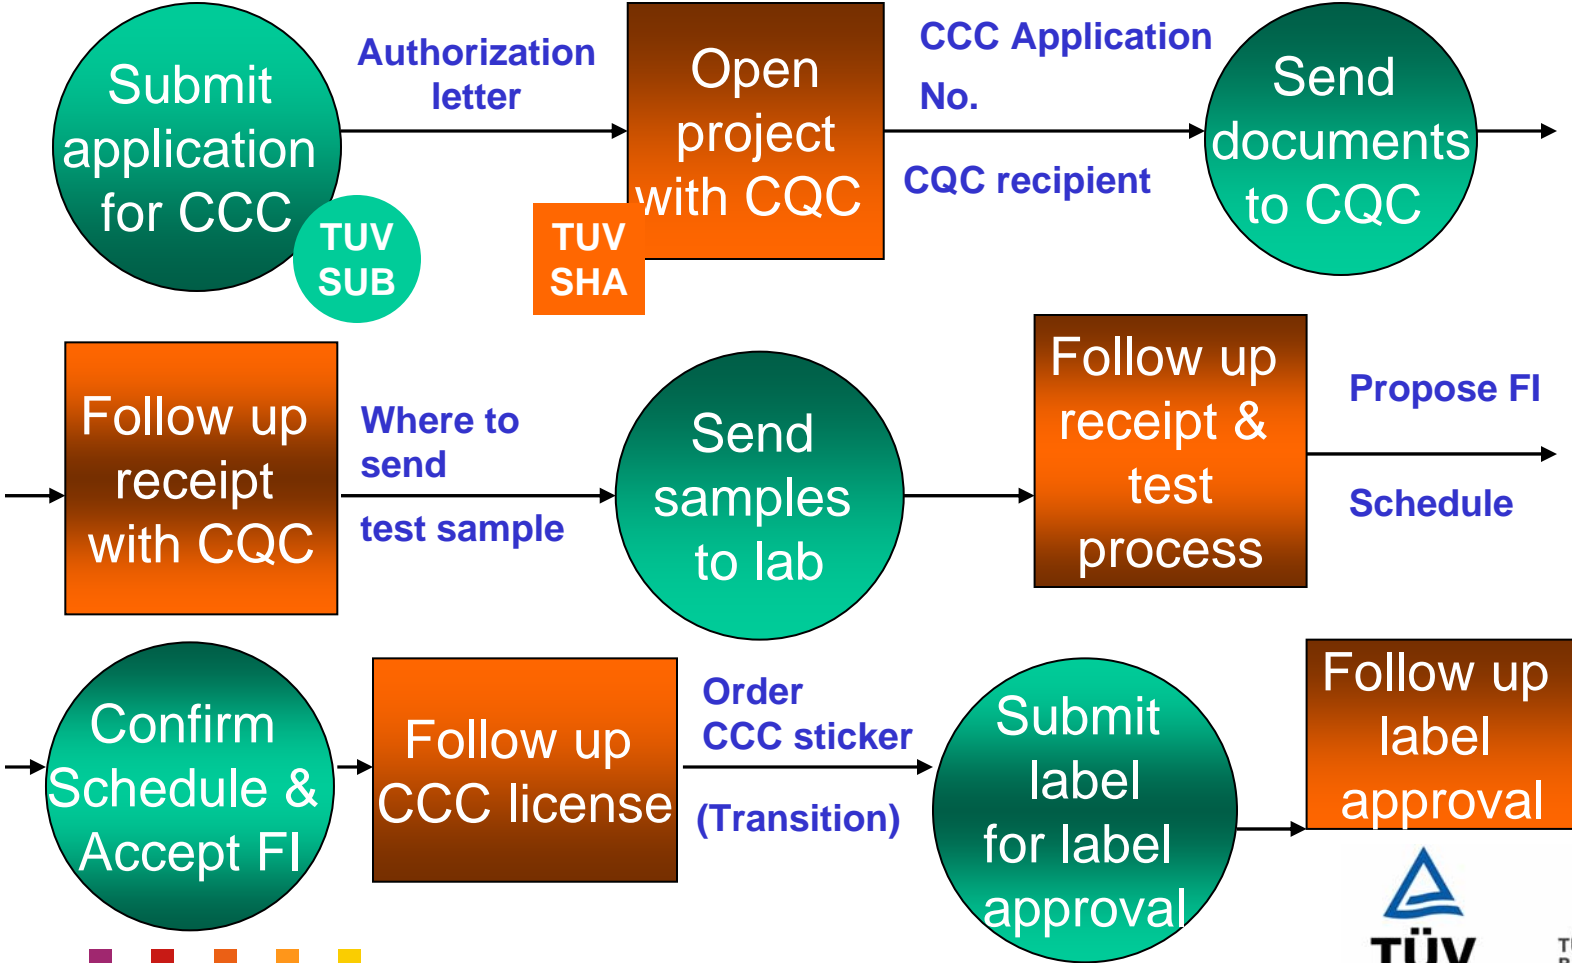 Submit
application
for CCC
TUV
SUB
Authorization
letter
Open
project
with CQC
TUV
SHA
CCC Application
No.
CQC recipient
Send
documents
to CQC
Follow up
receipt
with CQC
Where to
send
test sample
Send
samples
to lab
Follow up
receipt &
test
process
Propose FI
Schedule
Confirm
Schedule &
Accept FI
Follow up
CCC license
Order
CCC sticker
(Transition)
Submit
label
for label
approval
Follow up
label
approval
TÜV